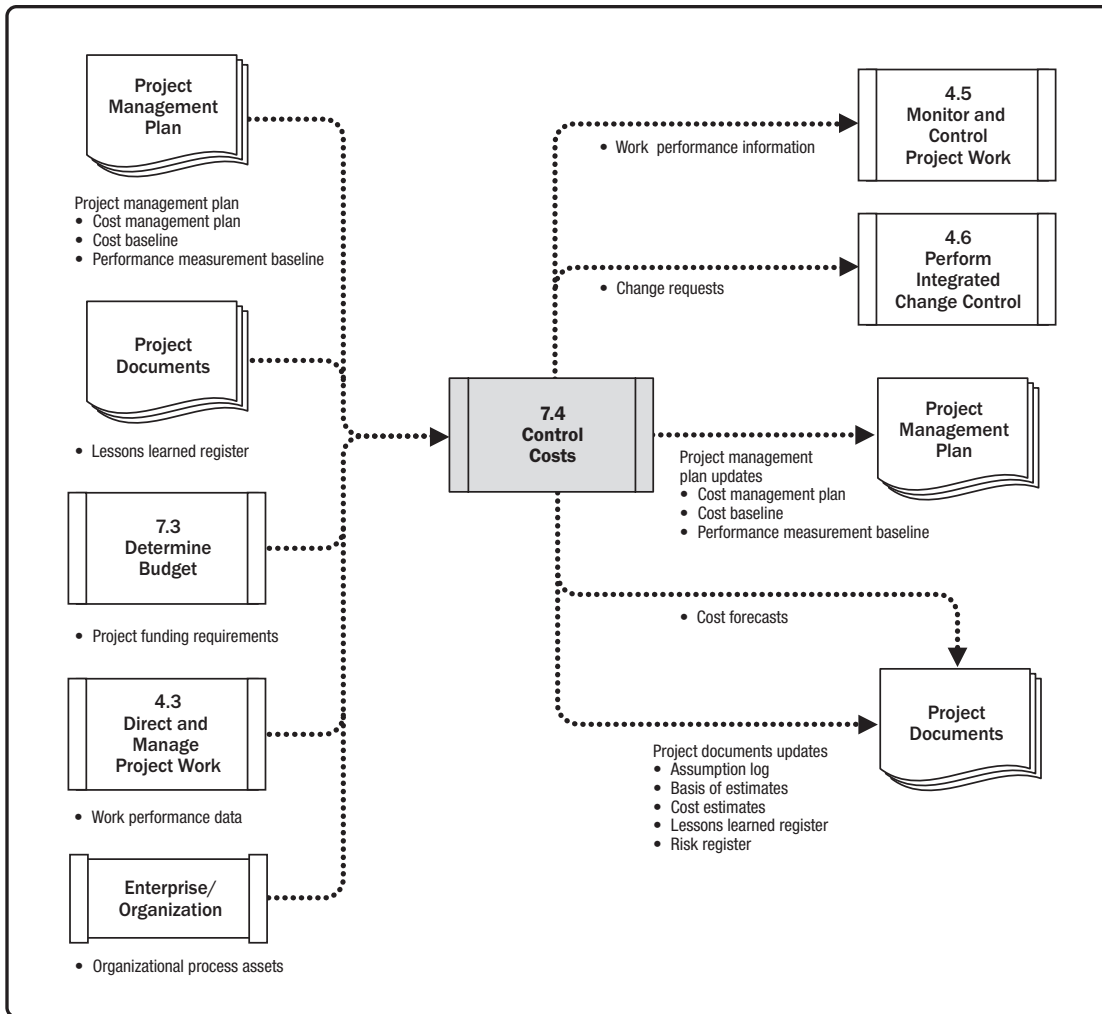 Project
Management
Plan
Project management plan
• Cost management plan
• Cost baseline
• Performance measurement baseline
Project
Documents
• Lessons learned register
7.3
Determine
Budget
• Project funding requirements
4.3
Direct and
Manage
Project Work
• Work performance data
Enterprise/
Organization
• Organizational process assets
7.4
Control
Costs
• Work performance information
4.5
Monitor and
Control
Project Work
• Change requests
4.6
Perform
Integrated
Change Control
Project management
plan updates
• Cost management plan
• Cost baseline
• Performance measurement baseline
Project
Management
Plan
• Cost forecasts
Project documents updates
• Assumption log
• Basis of estimates
• Cost estimates
• Lessons learned register
• Risk register
Project
Documents